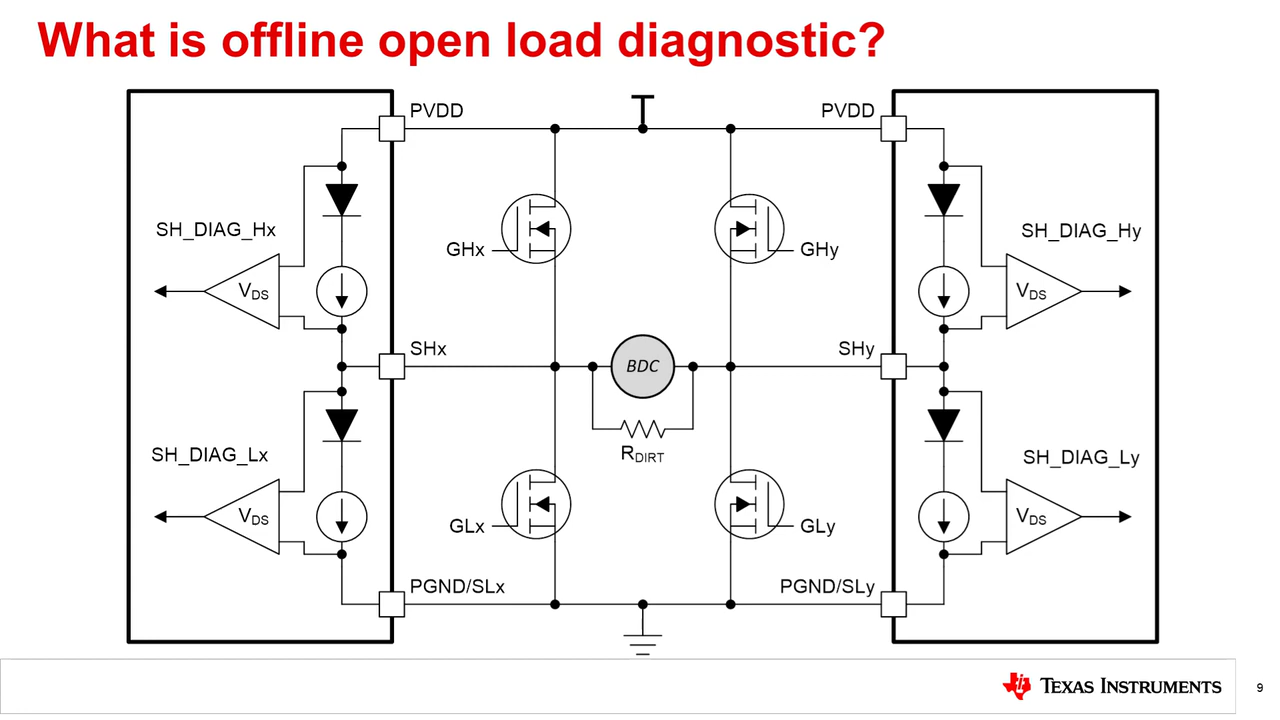 What is offline open load diagnostic?
PVDD
PVDD
SH_DIAG_Hx
SH_DIAG_Hy
GHx
GHy
VDS
VDS
SHx
SHy
BDC
RDIRT
SH_DIAG_Lx
SH_DIAG_Ly
VDS
VDS
GLx
GLy
PGND/SLx
PGND/SLy
TEXAS INSTRUMENTS
9